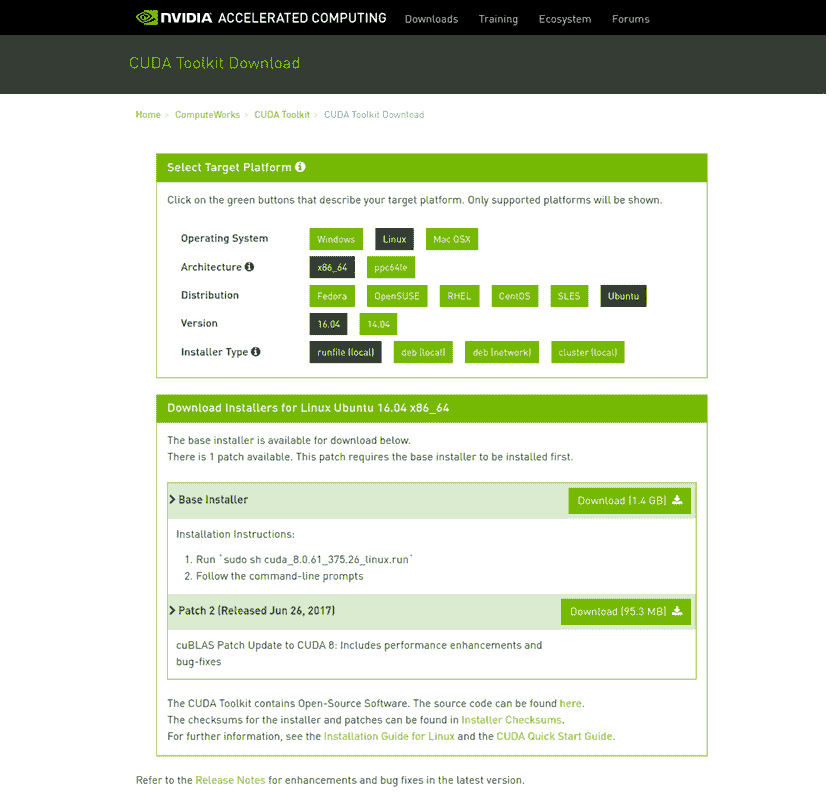 NVIDIA ACCELERATED COMPUTING Downloads Training Ecosystem Forums
CUDA Toolkit Download
Home > ComputeWorks > CUDA Toolkit > CUDA Toolkit Download
Select Target Platform
Click on the green buttons that describe your target platform. Only supported platforms will be shown.
Operating System Windows Linux Mac OSX
Architecture x86_64 ppc64le
Distribution Fedora OpenSUSE RHEL CentOS SLES Ubuntu
Version 16.04 14.04
Installer Type runfile (local) deb (local) deb (network) cluster (local)
Download Installers for Linux Ubuntu 16.04 x86_64
The base installer is available for download below.
There is 1 patch available. This patch requires the base installer to be installed first.
> Base Installer Download (1.4 GB)
Installation Instructions:
1. Run `sudo sh cuda_8.0.61_375.26_linux.run`
2. Follow the command-line prompts
> Patch 2 (Released Jun 26, 2017) Download (95.3 MB)
cuBLAS Patch Update to CUDA 8: Includes performance enhancements and
bug-fixes
The CUDA Toolkit contains Open-Source Software. The source code can be found here.
The checksums for the installer and patches can be found in Installer Checksums.
For further information, see the Installation Guide for Linux and the CUDA Quick Start Guide.
Refer to the Release Notes for enhancements and bug fixes in the latest version.